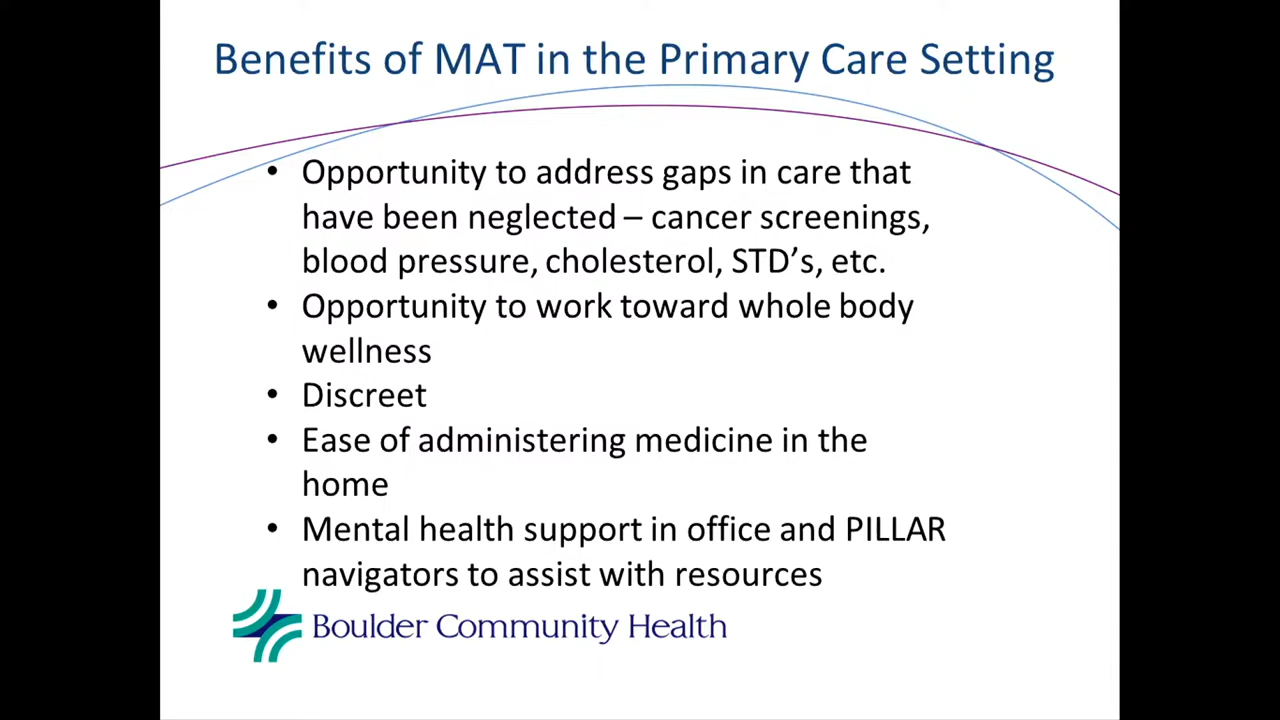 Benefits of MAT in the Primary Care Setting
• Opportunity to address gaps in care that
have been neglected – cancer screenings,
blood pressure, cholesterol, STD’s, etc.
• Opportunity to work toward whole body
wellness
• Discreet
• Ease of administering medicine in the
home
• Mental health support in office and PILLAR
navigators to assist with resources
Boulder Community Health